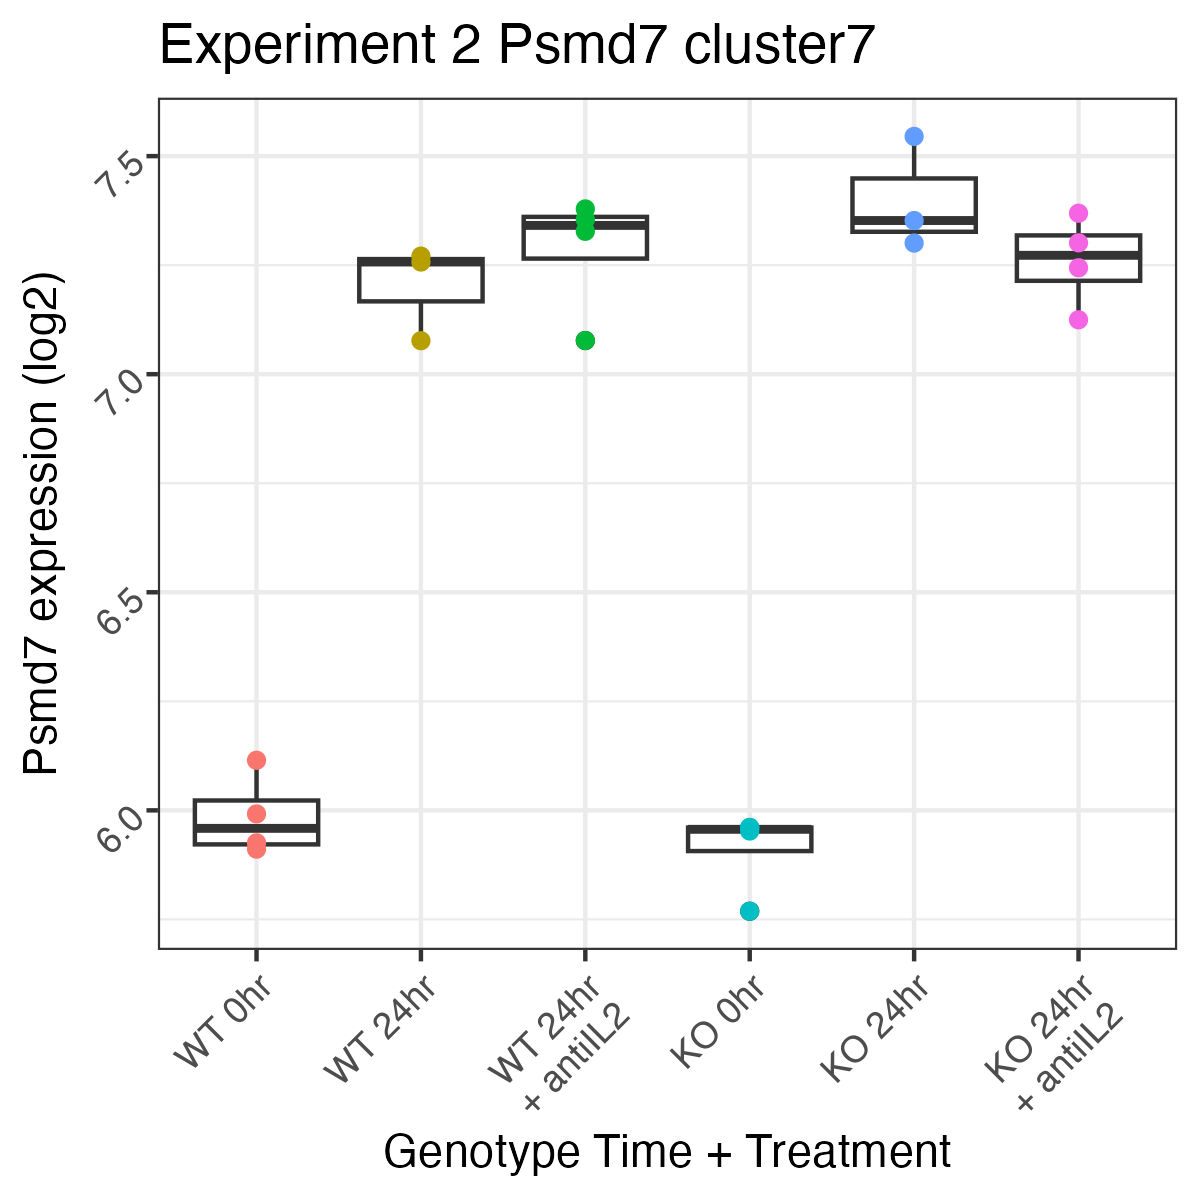 Experiment 2 Psmd7 cluster7
Psmd7 expression (log2)
7.5
7.0
6.5
6.0
WT 0hr
WT 24hr
WT 24hr
+ antiIL2
KO 0hr
KO 24hr
KO 24hr
+ antiIL2
Genotype Time + Treatment